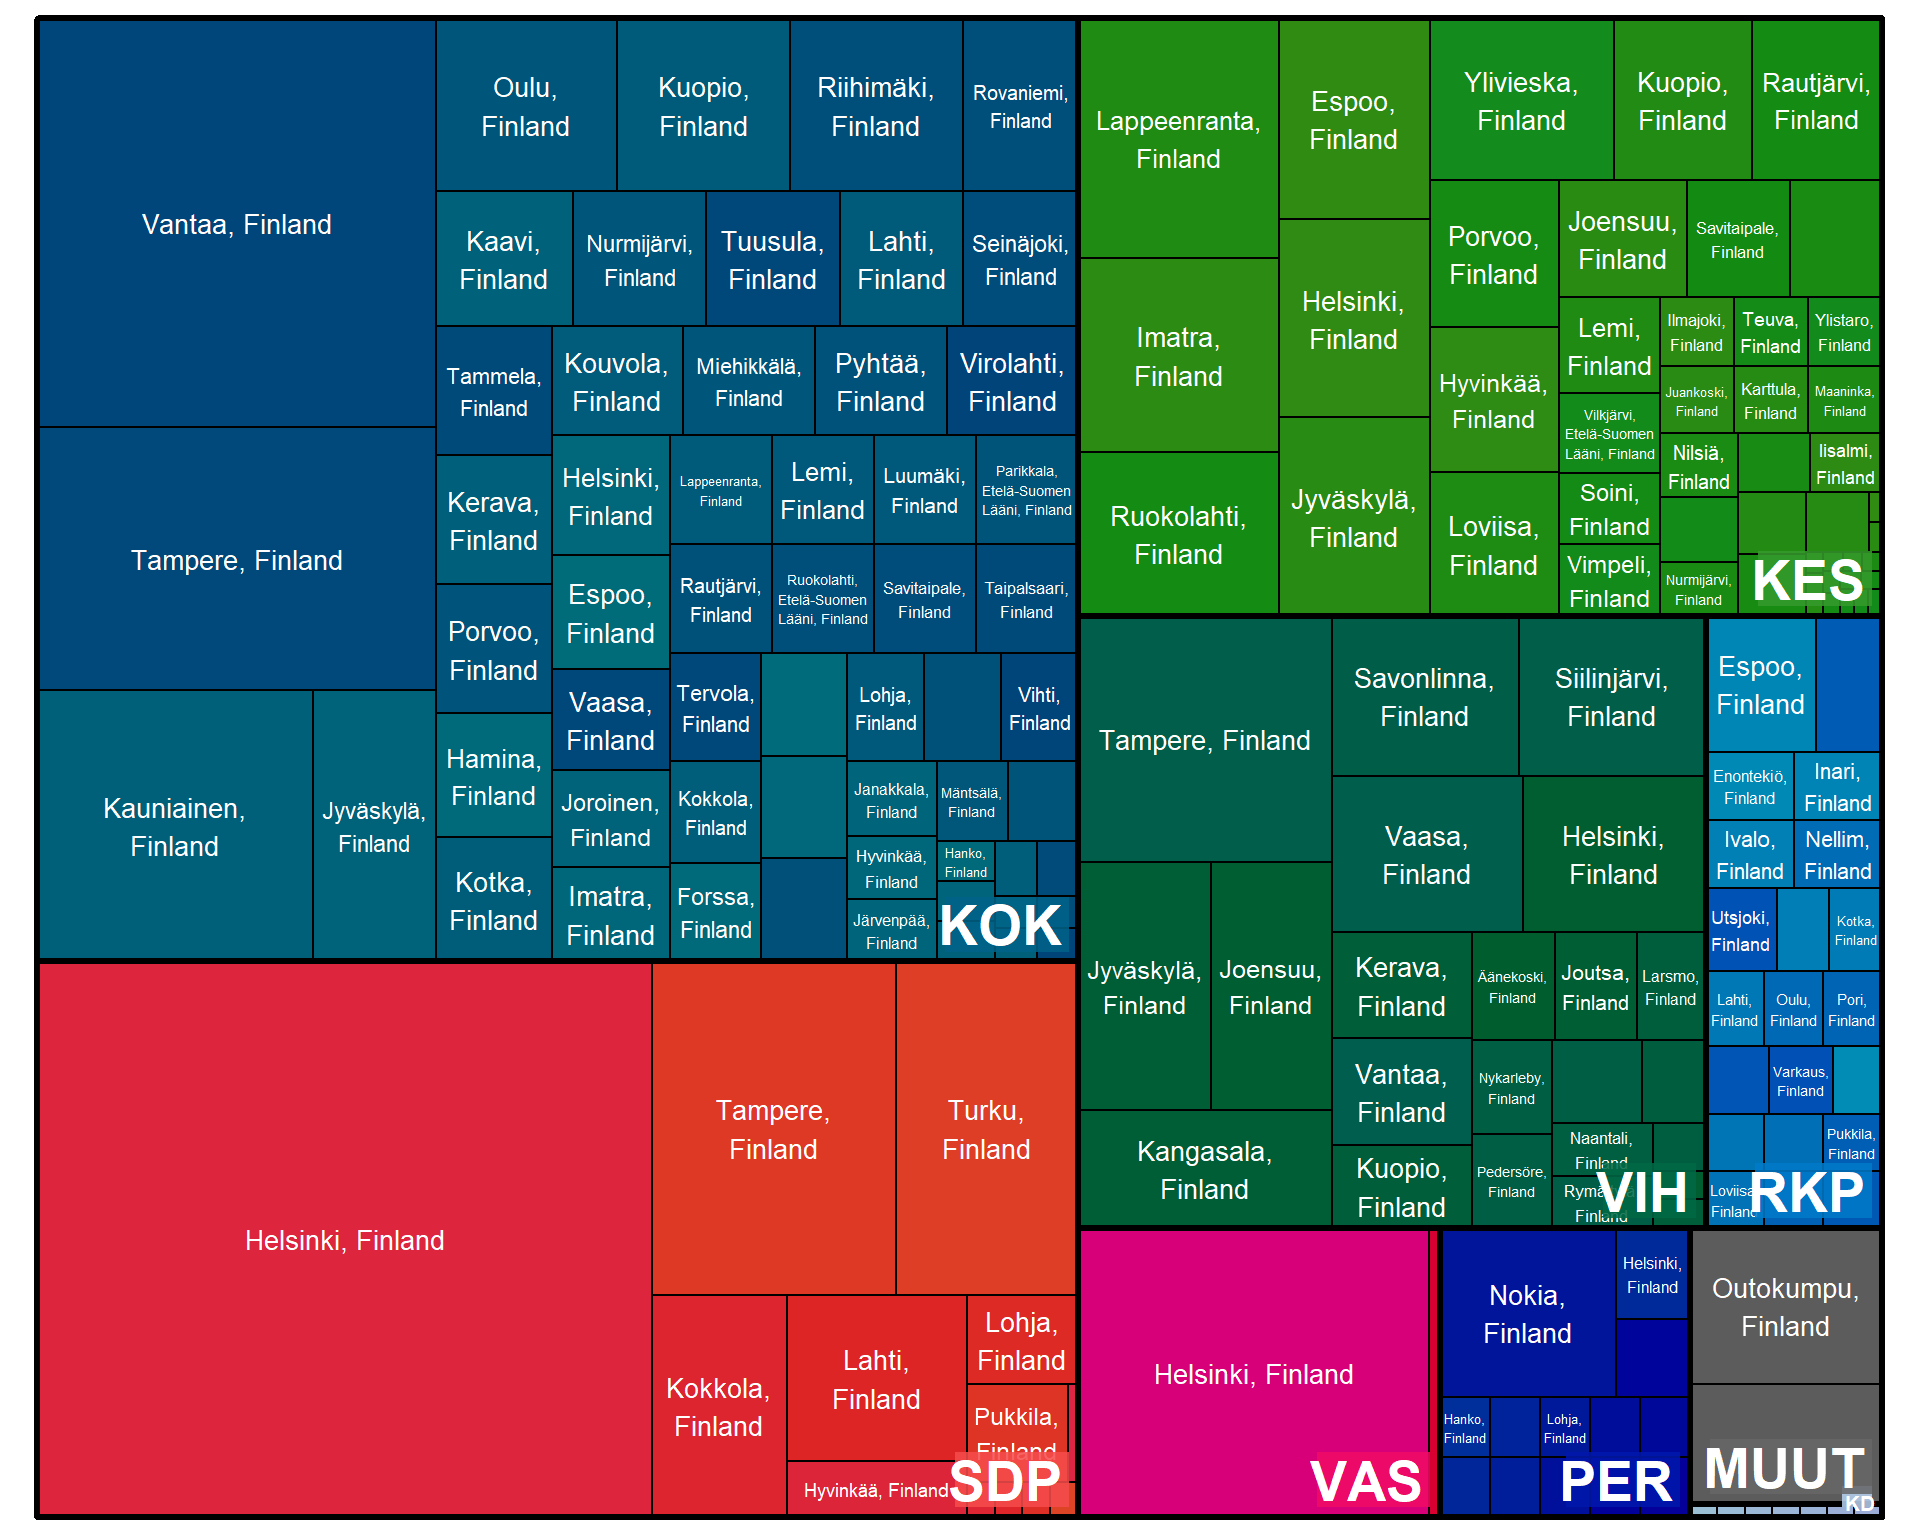 Vantaa, Finland
Tampere, Finland
Kauniainen,
Finland
Jyväskylä,
Finland
Oulu,
Finland
Kuopio,
Finland
Riihimäki,
Finland
Rovaniemi,
Finland
Kaavi,
Finland
Nurmijärvi,
Finland
Tuusula,
Finland
Lahti,
Finland
Seinäjoki,
Finland
Tammela,
Finland
Kerava,
Finland
Porvoo,
Finland
Hamina,
Finland
Kotka,
Finland
Kouvola,
Finland
Miehikkälä,
Finland
Pyhtää,
Finland
Virolahti,
Finland
Helsinki,
Finland
Espoo,
Finland
Vaasa,
Finland
Joroinen,
Finland
Imatra,
Finland
Lappeenranta,
Finland
Lemi,
Finland
Luumäki,
Finland
Parikkala,
Etelä-Suomen
Lääni, Finland
Rautjärvi,
Finland
Ruokolahti,
Etelä-Suomen
Lääni, Finland
Savitaipale,
Finland
Taipalsaari,
Finland
Tervola,
Finland
Kokkola,
Finland
Forssa,
Finland
Lohja,
Finland
Vihti,
Finland
Janakkala,
Finland
Mäntsälä,
Finland
Hyvinkää,
Finland
Hanko,
Finland
Järvenpää,
Finland
KOK
Helsinki, Finland
Tampere,
Finland
Turku,
Finland
Kokkola,
Finland
Lahti,
Finland
Lohja,
Finland
Pukkila,
Finland
Hyvinkää, Finland
SDP
Lappeenranta,
Finland
Imatra,
Finland
Ruokolahti,
Finland
Espoo,
Finland
Helsinki,
Finland
Jyväskylä,
Finland
Ylivieska,
Finland
Kuopio,
Finland
Rautjärvi,
Finland
Porvoo,
Finland
Hyvinkää,
Finland
Loviisa,
Finland
Joensuu,
Finland
Savitaipale,
Finland
Lemi,
Finland
Vilkjärvi,
Etelä-Suomen
Lääni, Finland
Soini,
Finland
Vimpeli,
Finland
Ilmajoki,
Finland
Teuva,
Finland
Ylistaro,
Finland
Juankoski,
Finland
Karttula,
Finland
Maaninka,
Finland
Nilsiä,
Finland
Iisalmi,
Finland
Nurmijärvi,
Finland
KES
Tampere, Finland
Jyväskylä,
Finland
Joensuu,
Finland
Kangasala,
Finland
Savonlinna,
Finland
Siilinjärvi,
Finland
Vaasa,
Finland
Helsinki,
Finland
Kerava,
Finland
Vantaa,
Finland
Kuopio,
Finland
Äänekoski,
Finland
Joutsa,
Finland
Larsmo,
Finland
Nykarleby,
Finland
Pedersöre,
Finland
Naantali,
Finland
Finland
VIH
Espoo,
Finland
Enontekiö,
Finland
Inari,
Finland
Ivalo,
Finland
Nellim,
Finland
Utsjoki,
Finland
Kotka,
Finland
Lahti,
Finland
Oulu,
Finland
Pori,
Finland
Varkaus,
Finland
Pukkila,
Finland
Loviisa,
Finland
RKP
Helsinki, Finland
VAS
Nokia,
Finland
Helsinki,
Finland
Hanko,
Finland
Lohja,
Finland
PER
Outokumpu,
Finland
MUUT
KD